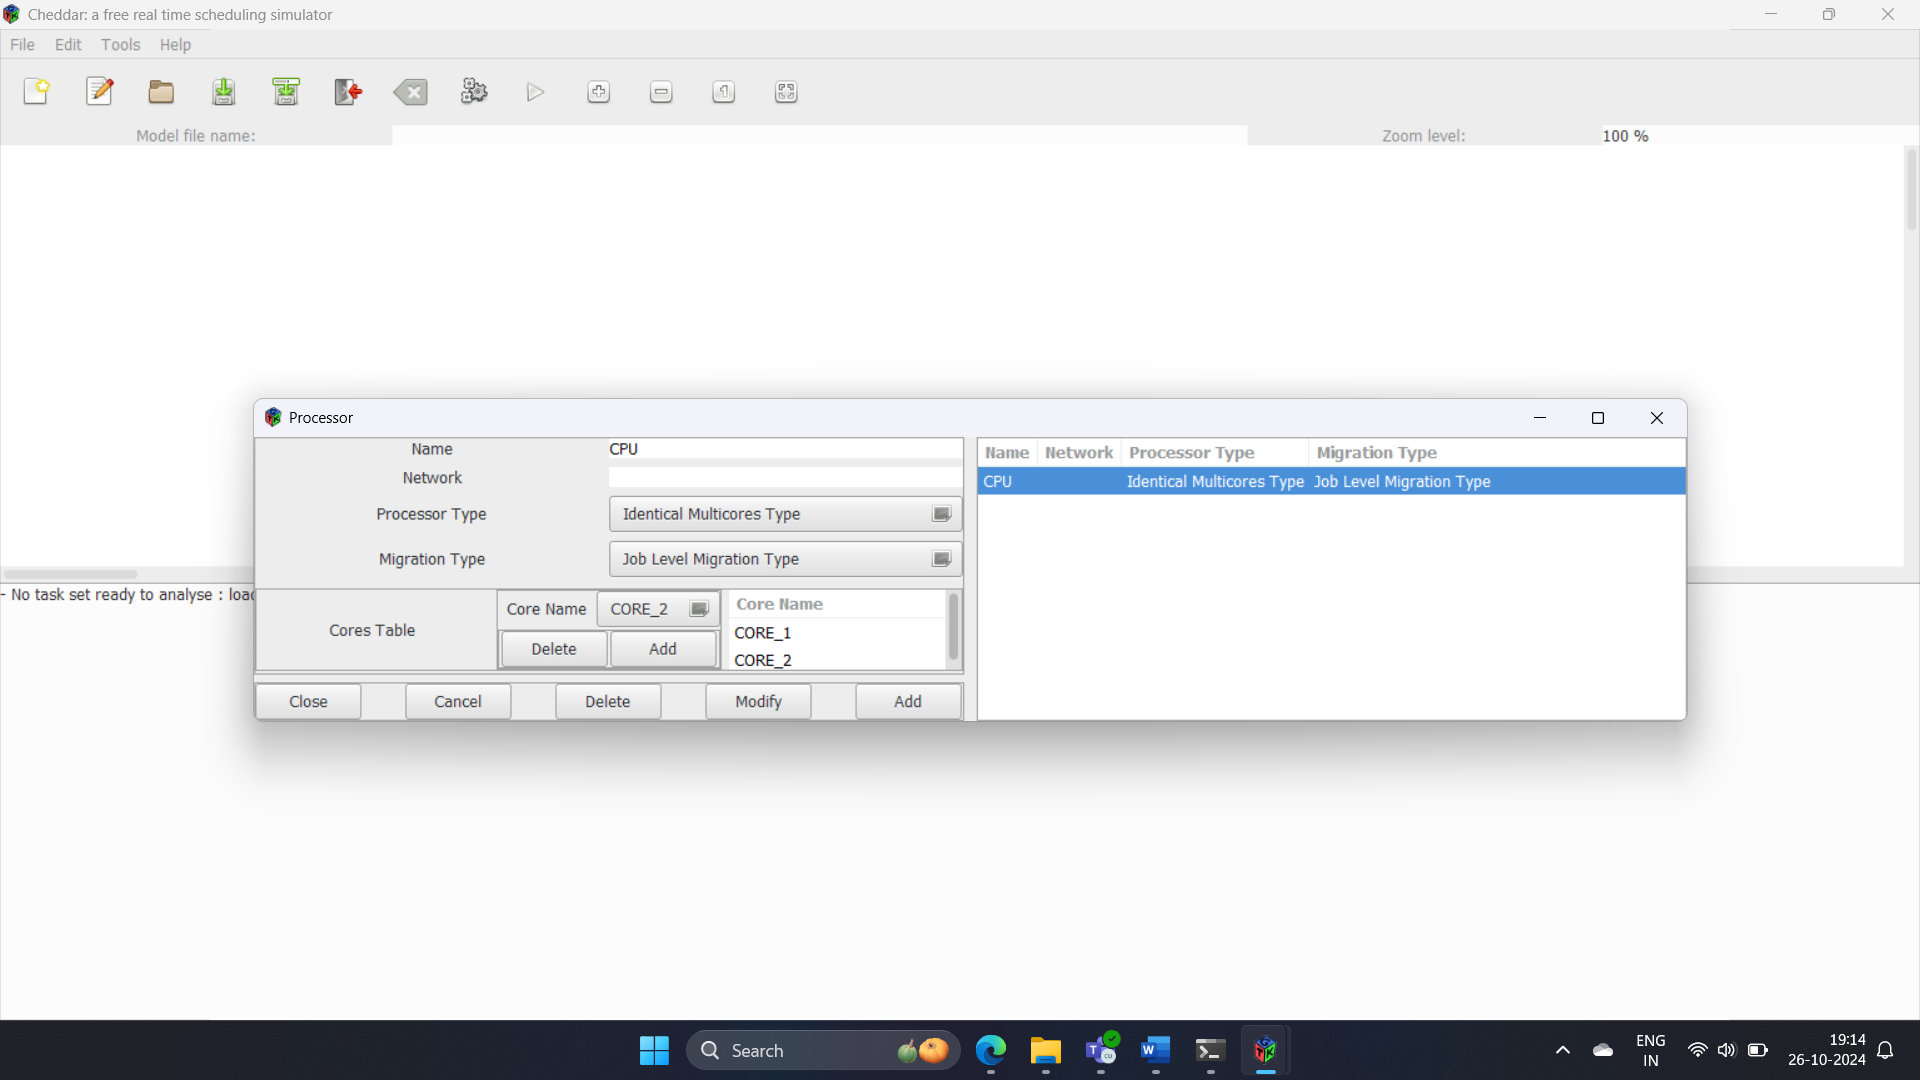 Cheddar: a free real time scheduling simulator
File Edit Tools Help
Model file name: Zoom level: 100 %
- No task set ready to analyse : loa
Processor
Name CPU
Network
Processor Type Identical Multicores Type
Migration Type Job Level Migration Type
Cores Table
Core Name CORE_2
Delete Add
Core Name
CORE_1
CORE_2
Close Cancel Delete Modify Add
Name Network Processor Type Migration Type
CPU Identical Multicores Type Job Level Migration Type
Search
ENG
IN
19:14
26-10-2024